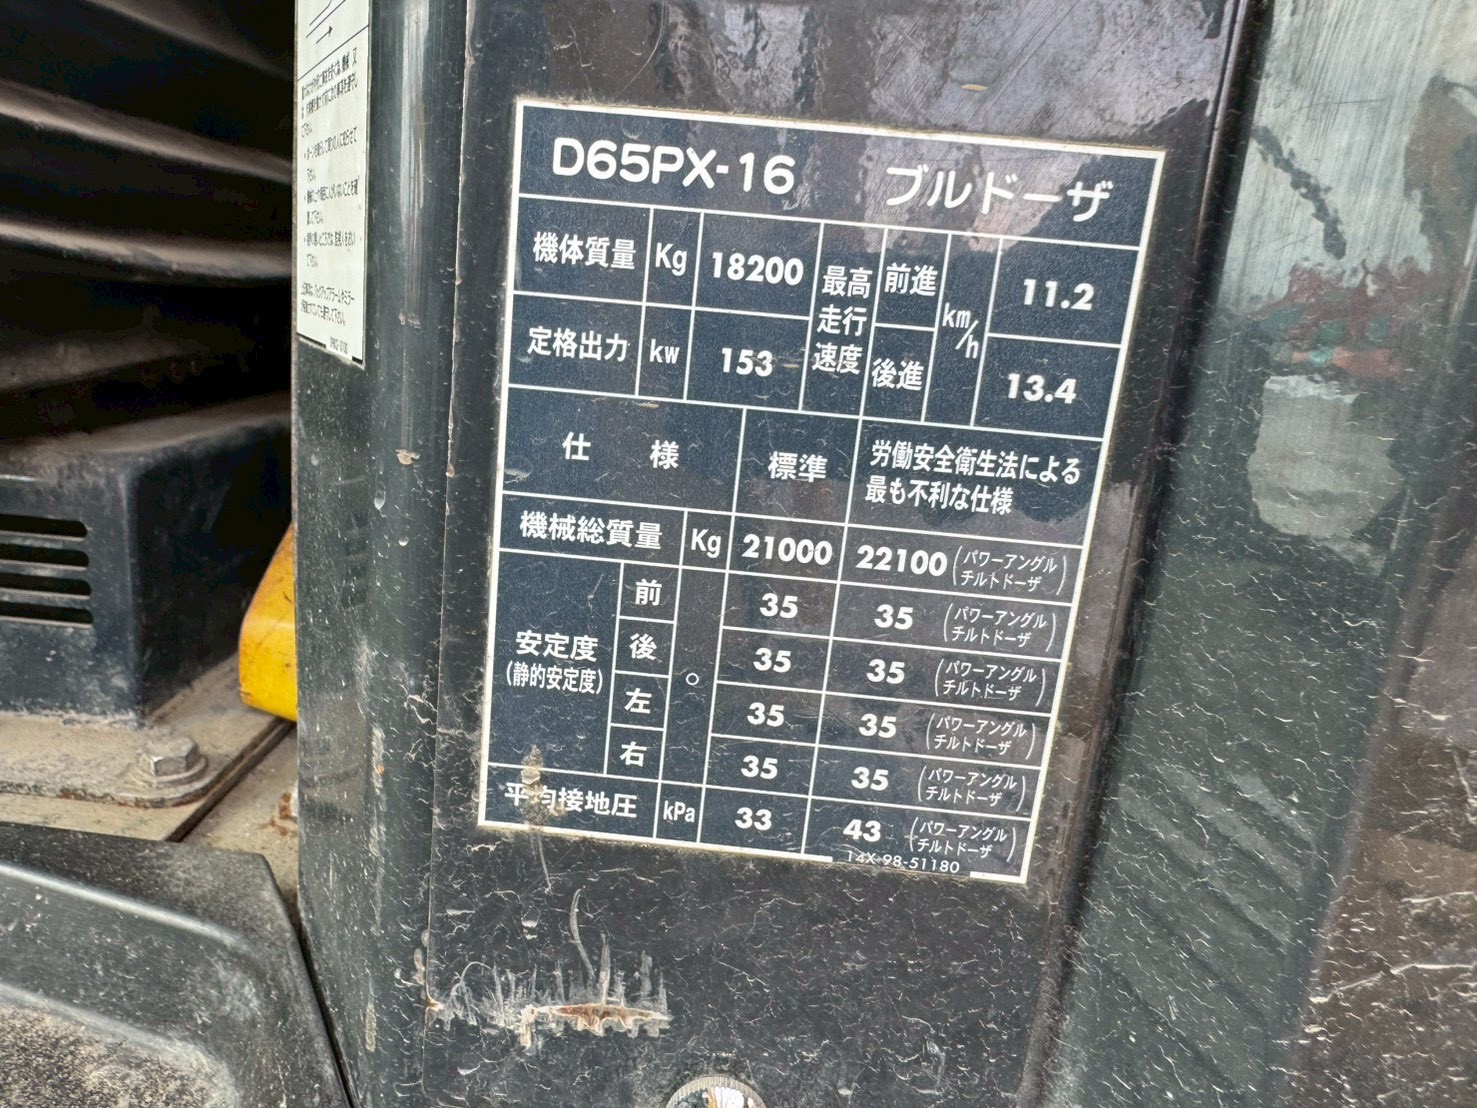 D65PX-16 ブルドーザ
機体質量 Kg 18200 最高走行速度 前進 km/h 11.2
定格出力 kW 153 後進 13.4
仕様 標準 労働安全衛生法による
最も不利な仕様
機械総質量 Kg 21000 22100 (パワーアングル
チルトドーザ)
安定度
(静的安定度)
前 ° 35 35 (パワーアングル
チルトドーザ)
後 35 35 (パワーアングル
チルトドーザ)
左 35 35 (パワーアングル
チルトドーザ)
右 35 35 (パワーアングル
チルトドーザ)
平均接地圧 kPa 33 43 (パワーアングル
チルトドーザ)
14X-98-51180